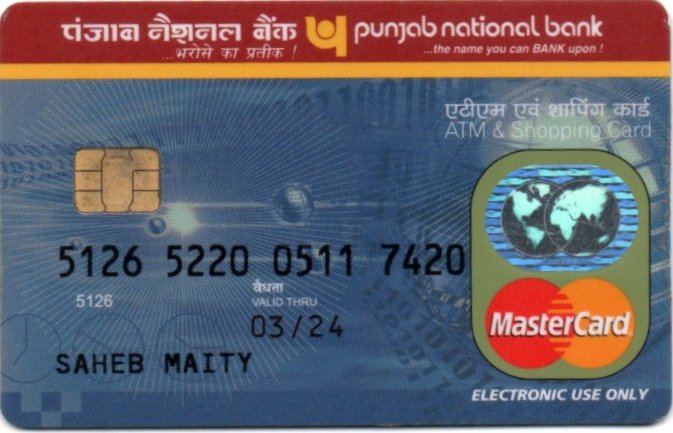 पंजाब नैशनल बैंक punjab national bank
...भरोसे का प्रतीक ! ...the name you can BANK upon !
एटीएम एवं शापिंग कार्ड
ATM & Shopping Card
5126 5220 0511 7420
5126
वैधता
VALID THRU
03/24
SAHEB MAITY
MasterCard
ELECTRONIC USE ONLY